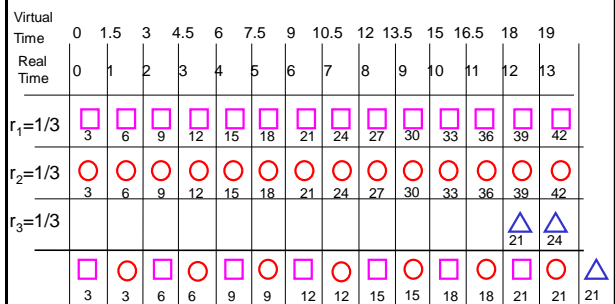 Virtual
Time 0 1.5 3 4.5 6 7.5 9 10.5 12 13.5 15 16.5 18 19
Real
Time 0 1 2 3 4 5 6 7 8 9 10 11 12 13
r1=1/3
3 6 9 12 15 18 21 24 27 30 33 36 39 42
r2=1/3
3 6 9 12 15 18 21 24 27 30 33 36 39 42
r3=1/3
21 24
3 3 6 6 9 9 12 12 15 15 18 18 21 21 21